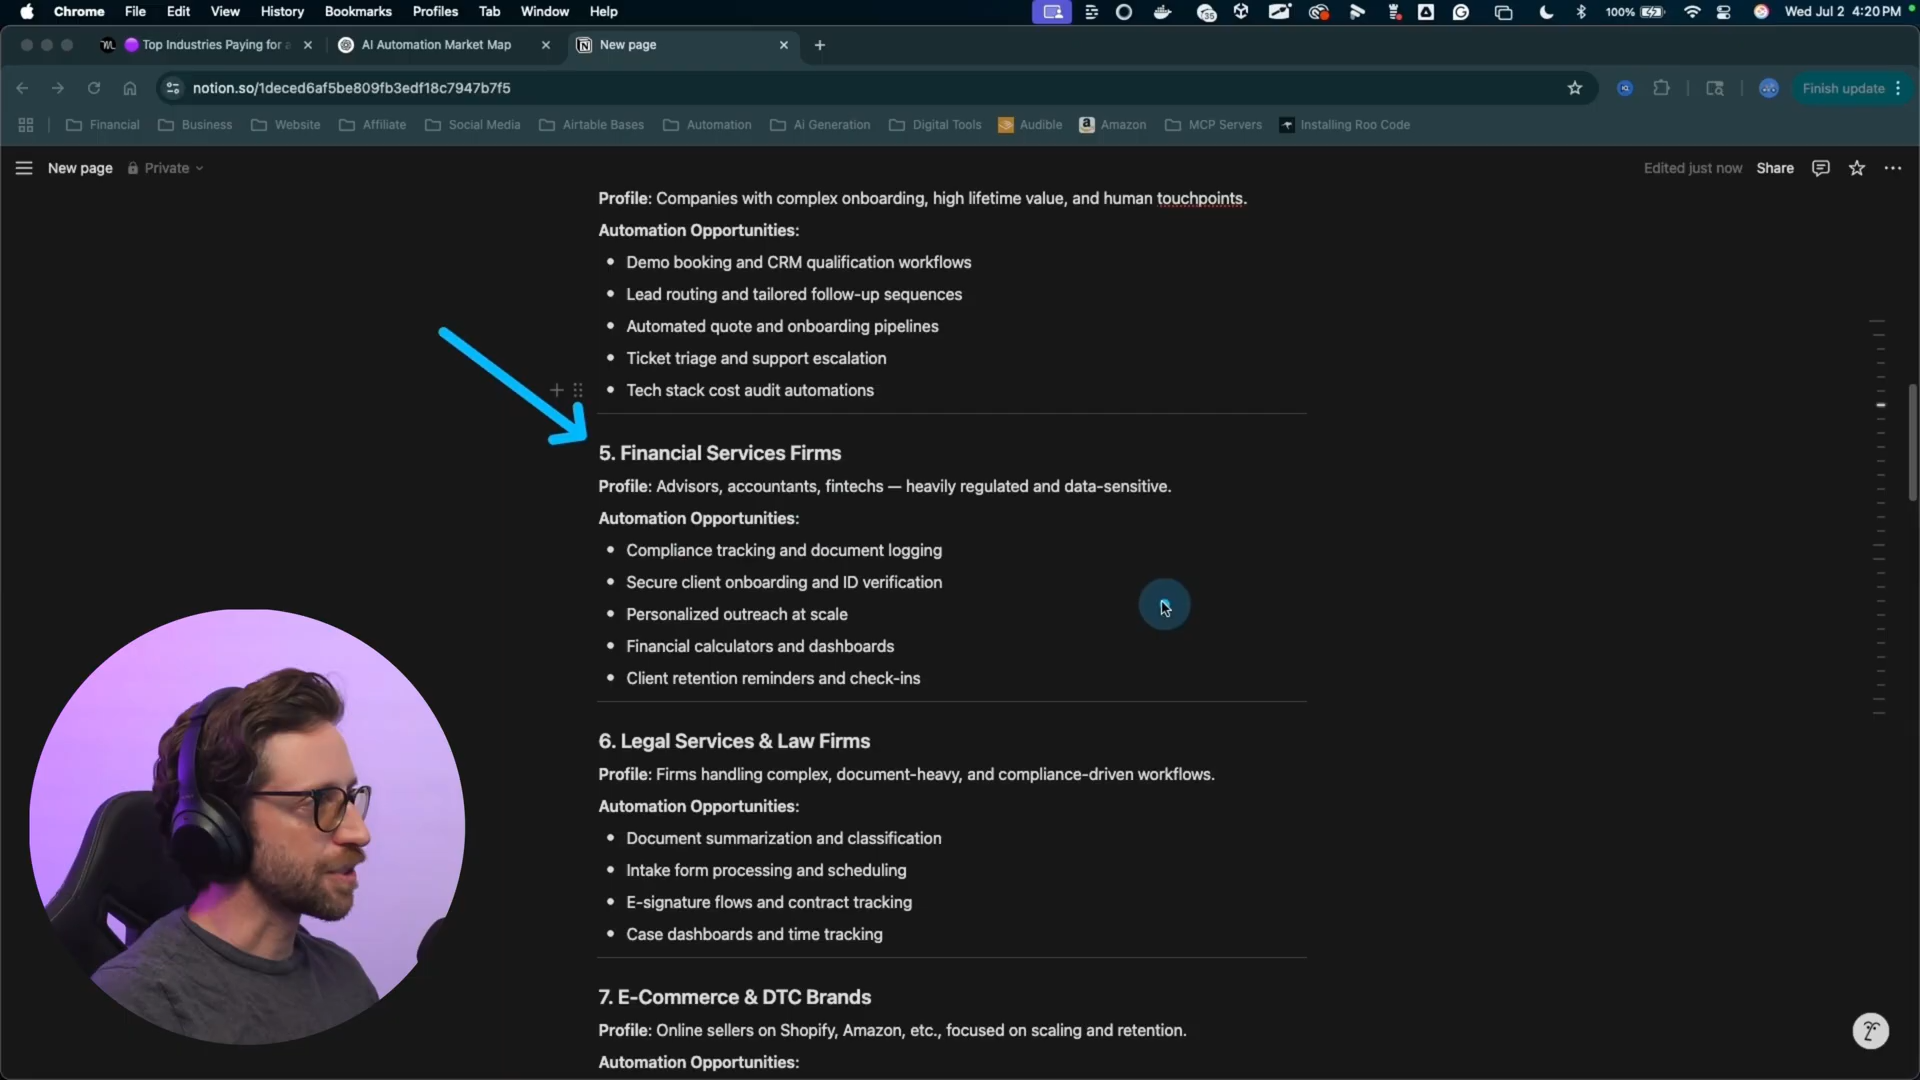 Chrome File Edit View History Bookmarks Profiles Tab Window Help 35 100% Wed Jul 2 4:20 PM
Top Industries Paying for a AI Automation Market Map New page
notion.so/1deced6af5be809fb3edf18c7947b7f5 Finish update
Financial Business Website Affiliate Social Media Airtable Bases Automation Ai Generation Digital Tools Audible Amazon MCP Servers Installing Roo Code
New page Private Edited just now Share
Profile: Companies with complex onboarding, high lifetime value, and human touchpoints.
Automation Opportunities:
• Demo booking and CRM qualification workflows
• Lead routing and tailored follow-up sequences
• Automated quote and onboarding pipelines
• Ticket triage and support escalation
• Tech stack cost audit automations
5. Financial Services Firms
Profile: Advisors, accountants, fintechs — heavily regulated and data-sensitive.
Automation Opportunities:
• Compliance tracking and document logging
• Secure client onboarding and ID verification
• Personalized outreach at scale
• Financial calculators and dashboards
• Client retention reminders and check-ins
6. Legal Services & Law Firms
Profile: Firms handling complex, document-heavy, and compliance-driven workflows.
Automation Opportunities:
• Document summarization and classification
• Intake form processing and scheduling
• E-signature flows and contract tracking
• Case dashboards and time tracking
7. E-Commerce & DTC Brands
Profile: Online sellers on Shopify, Amazon, etc., focused on scaling and retention.
Automation Opportunities: